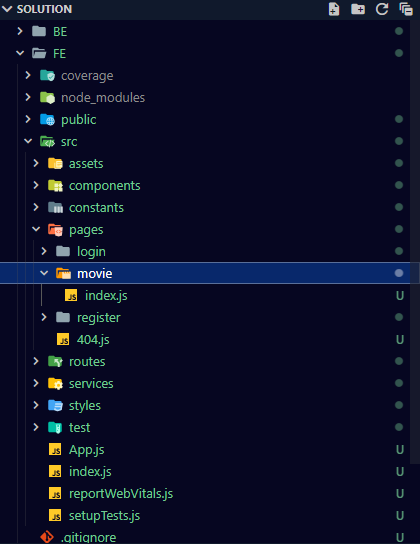 SOLUTION
BE
FE
coverage
node_modules
public
src
assets
components
constants
pages
login
movie
JS index.js U
register
JS 404.js U
routes
services
styles
test
JS App.js U
JS index.js U
JS reportWebVitals.js U
JS setupTests.js U
.gitignore U